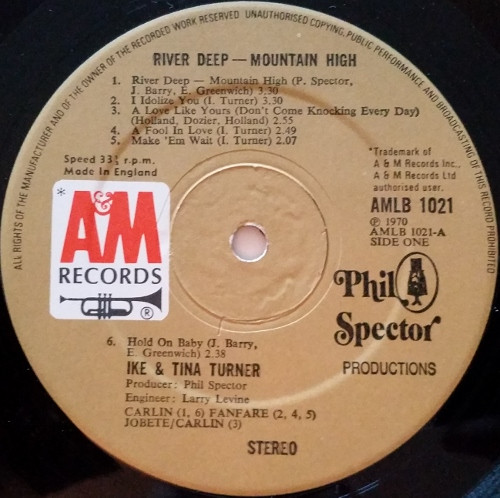 ALL RIGHTS OF THE MANUFACTURER AND OF THE OWNER OF THE RECORDED WORK RESERVED UNAUTHORISED COPYING, PUBLIC PERFORMANCE AND BROADCASTING OF THIS RECORD PROHIBITED
RIVER DEEP — MOUNTAIN HIGH
1. River Deep — Mountain High (P. Spector,
J. Barry, E. Greenwich) 3.30
2. I Idolize You (I. Turner) 3.30
3. A Love Like Yours (Don't Come Knocking Every Day)
(Holland, Dozier, Holland) 2.55
4. A Fool In Love (I. Turner) 2.49
5. Make 'Em Wait (I. Turner) 2.07
Speed 33⅓ r.p.m.
Made In England
*Trademark of
A & M Records Inc.,
A & M Records Ltd
authorised user.
AMLB 1021
℗ 1970
AMLB 1021-A
SIDE ONE
*
A&M
RECORDS
®
Phil
Spector
PRODUCTIONS
6. Hold On Baby (J. Barry,
E. Greenwich) 2.38
IKE & TINA TURNER
Producer: Phil Spector
Engineer: Larry Levine
CARLIN (1, 6) FANFARE (2, 4, 5)
JOBETE/CARLIN (3)
STEREO